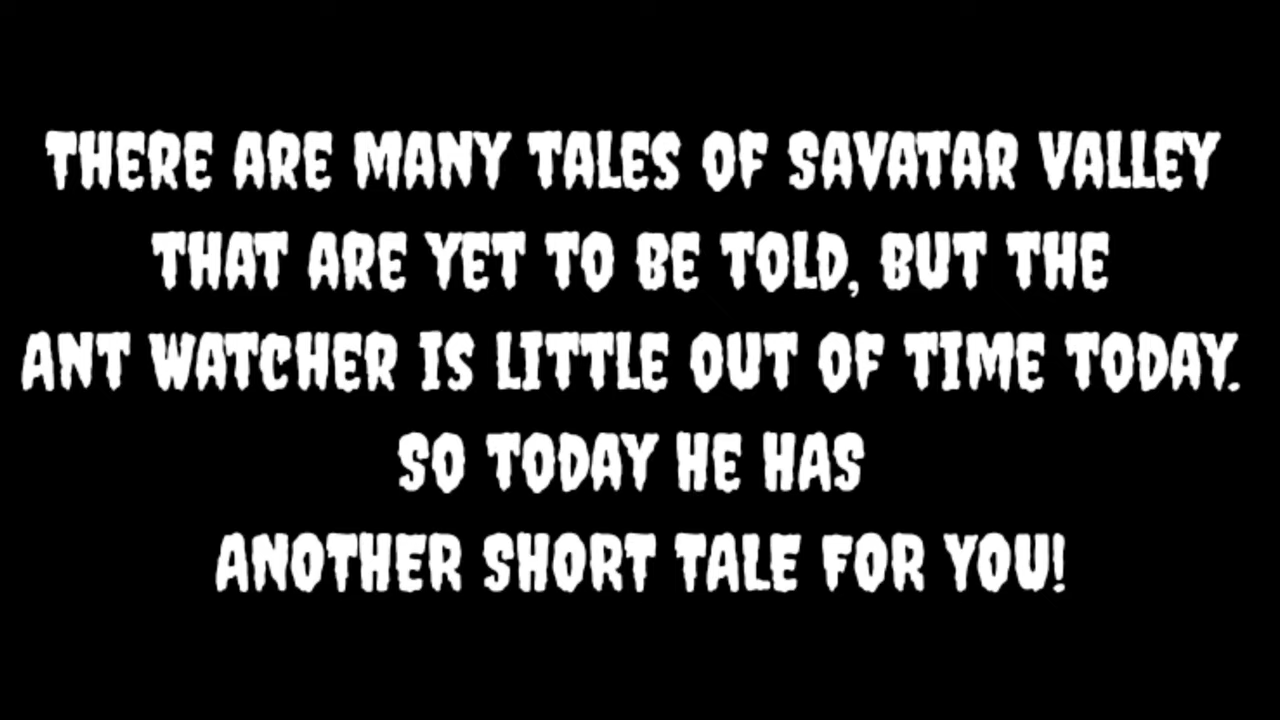 THERE ARE MANY TALES OF SAVATAR VALLEY
THAT ARE YET TO BE TOLD, BUT THE
ANT WATCHER IS LITTLE OUT OF TIME TODAY.
SO TODAY HE HAS
ANOTHER SHORT TALE FOR YOU!